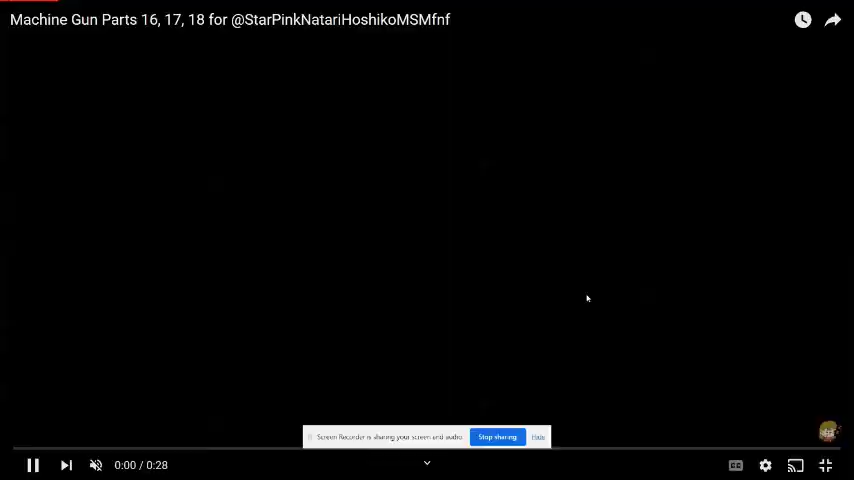 Machine Gun Parts 16, 17, 18 for @StarPinkNatariHoshikoMSMfnf
Screen Recorder is sharing your screen and audio. Stop sharing Hide
0:00 / 0:28
CC